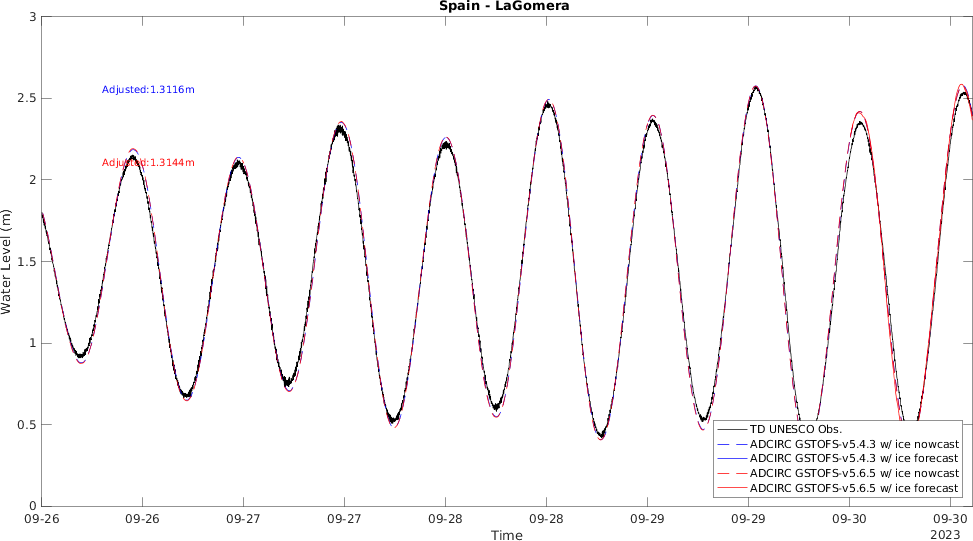 Spain - LaGomera
3
2.5
2
1.5
1
0.5
0
Water Level (m)
Adjusted:1.3116m
Adjusted:1.3144m
TD UNESCO Obs.
ADCIRC GSTOFS-v5.4.3 w/ ice nowcast
ADCIRC GSTOFS-v5.4.3 w/ ice forecast
ADCIRC GSTOFS-v5.6.5 w/ ice nowcast
ADCIRC GSTOFS-v5.6.5 w/ ice forecast
09-26 09-26 09-27 09-27 09-28 09-28 09-29 09-29 09-30 09-30
2023
Time